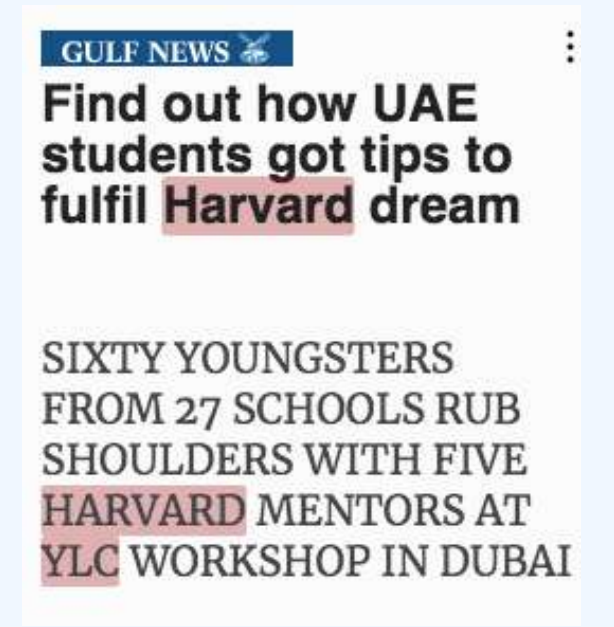 GULF NEWS
Find out how UAE
students got tips to
fulfil Harvard dream
SIXTY YOUNGSTERS
FROM 27 SCHOOLS RUB
SHOULDERS WITH FIVE
HARVARD MENTORS AT
YLC WORKSHOP IN DUBAI